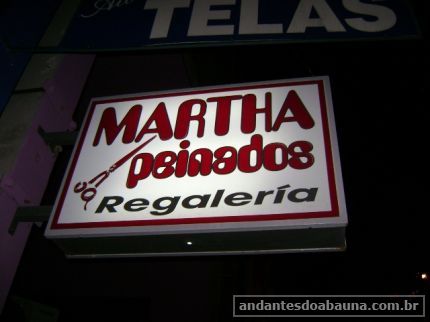 TELAS
MARTHA
peinados
Regalería
andantesdoabauna.com.br